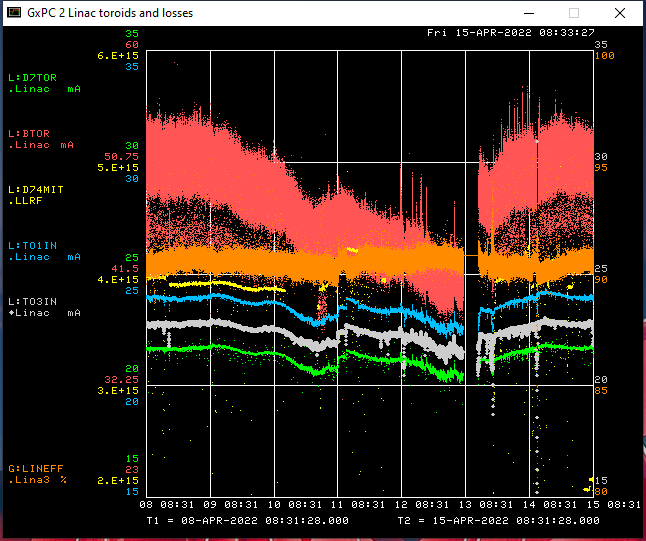 GxPC 2 Linac toroids and losses
Fri 15-APR-2022 08:33:27
35
60
6.E+15
35
35
100
L:D7TOR
.Linac mA
L:BTOR
.Linac mA
30
50.75
5.E+15
30
30
95
L:D74MIT
.LLRF
L:TO1IN
.Linac mA
25
41.5
4.E+15
25
25
90
L:TO3IN
◆Linac mA
20
32.25
3.E+15
20
20
85
G:LINEFF
.Lina3 %
15
23
2.E+15
15
15
80
08 08:31 09 08:31 10 08:31 11 08:31 12 08:31 13 08:31 14 08:31 15 08:31
T1 = 08-APR-2022 08:31:28.000 T2 = 15-APR-2022 08:31:28.000